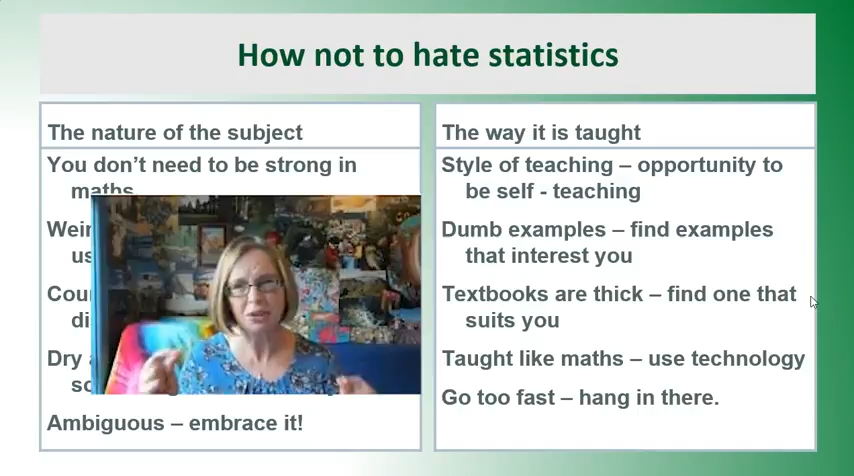 How not to hate statistics
The nature of the subject
You don't need to be strong in
maths
us
Dry
Ambiguous – embrace it!
The way it is taught
Style of teaching – opportunity to
be self - teaching
Dumb examples – find examples
that interest you
Textbooks are thick – find one that
suits you
Taught like maths – use technology
Go too fast – hang in there.